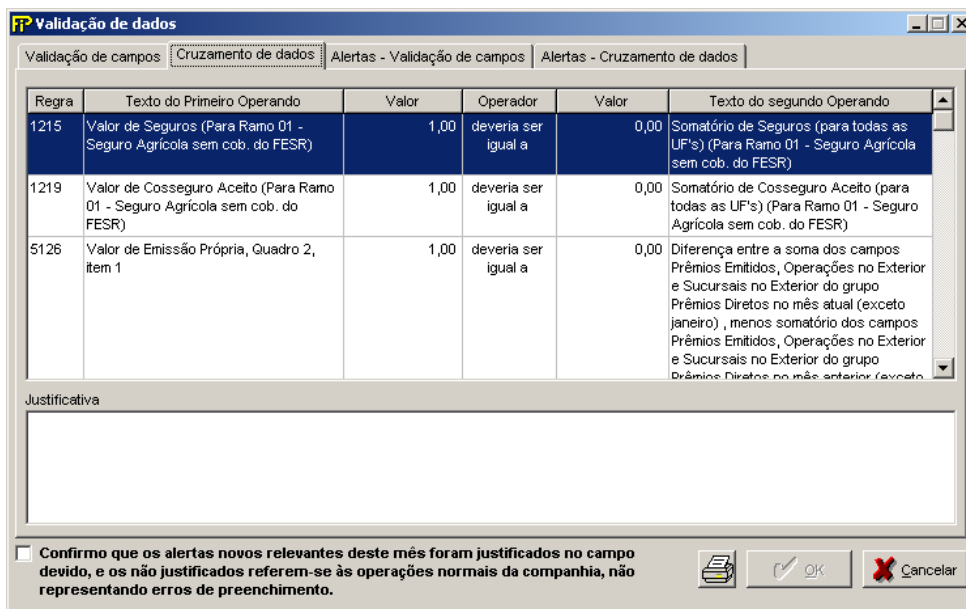 FIP Validação de dados
Validação de campos Cruzamento de dados Alertas - Validação de campos Alertas - Cruzamento de dados
Regra Texto do Primeiro Operando Valor Operador Valor Texto do segundo Operando
1215 Valor de Seguros (Para Ramo 01 - 1,00 deveria ser 0,00 Somatório de Seguros (para todas as
Seguro Agrícola sem cob. do FESR) igual a UF's) (Para Ramo 01 - Seguro Agrícola
sem cob. do FESR)
1219 Valor de Cosseguro Aceito (Para Ramo 1,00 deveria ser 0,00 Somatório de Cosseguro Aceito (para
01 - Seguro Agrícola sem cob. do igual a todas as UF's) (Para Ramo 01 - Seguro
FESR) Agrícola sem cob. do FESR)
5126 Valor de Emissão Própria, Quadro 2, 1,00 deveria ser 0,00 Diferença entre a soma dos campos
item 1 igual a Prêmios Emitidos, Operações no Exterior
e Sucursais no Exterior do grupo
Prêmios Diretos no mês atual (exceto
janeiro) , menos somatório dos campos
Prêmios Emitidos, Operações no Exterior
e Sucursais no Exterior do grupo
Prêmios Diretos no mês anterior (exceto
Justificativa
Confirmo que os alertas novos relevantes deste mês foram justificados no campo
devido, e os não justificados referem-se às operações normais da companhia, não
representando erros de preenchimento.
OK Cancelar